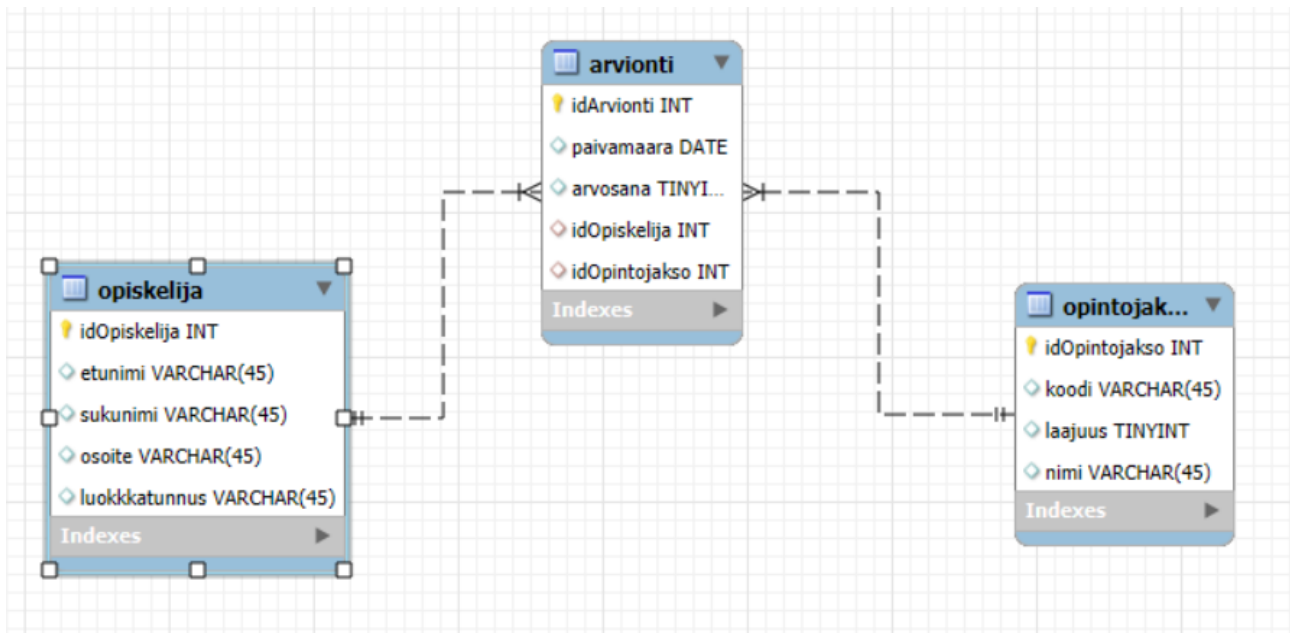 arvionti
idArvionti INT
paivamaara DATE
arvosana TINYI...
idOpiskelija INT
idOpintojakso INT
Indexes
opiskelija
idOpiskelija INT
etunimi VARCHAR(45)
sukunimi VARCHAR(45)
osoite VARCHAR(45)
luokkkatunnus VARCHAR(45)
Indexes
opintojak...
idOpintojakso INT
koodi VARCHAR(45)
laajuus TINYINT
nimi VARCHAR(45)
Indexes